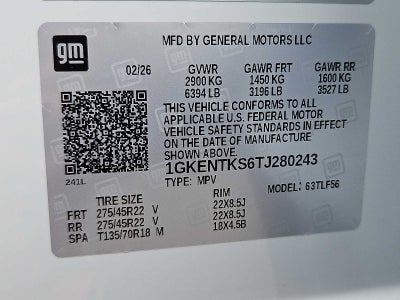 gm
MFD BY GENERAL MOTORS LLC
02/26 GVWR GAWR FRT GAWR RR
2900 KG 1450 KG 1600 KG
6394 LB 3196 LB 3527 LB
THIS VEHICLE CONFORMS TO ALL
APPLICABLE U.S. FEDERAL MOTOR
VEHICLE SAFETY STANDARDS IN EFFECT
ON THE DATE OF MANUFACTURE
SHOWN ABOVE.
1GKENTKS6TJ280243
241L TYPE: MPV MODEL: 63TLF56
TIRE SIZE RIM
FRT 275/45R22 V 22X8.5J
RR 275/45R22 V 22X8.5J
SPA T135/70R18 M 18X4.5B